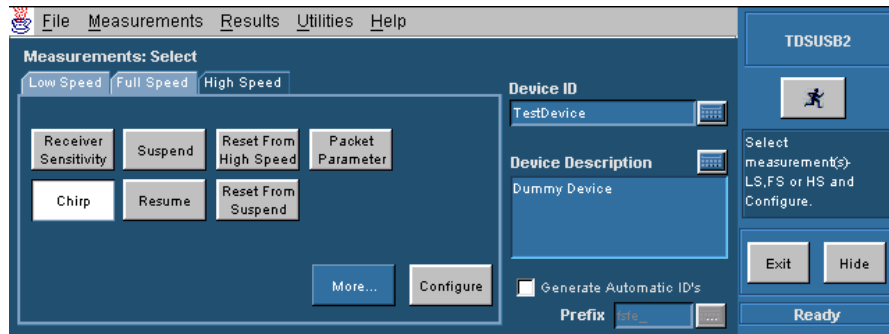 File Measurements Results Utilities Help
TDSUSB2
Measurements: Select
Low Speed Full Speed High Speed
Device ID
TestDevice
Receiver
Sensitivity
Suspend
Reset From
High Speed
Packet
Parameter
Chirp
Resume
Reset From
Suspend
More...
Configure
Device Description
Dummy Device
Generate Automatic ID's
Prefix
...
Select
measurement(s)-
LS,FS or HS and
Configure.
Exit
Hide
Ready